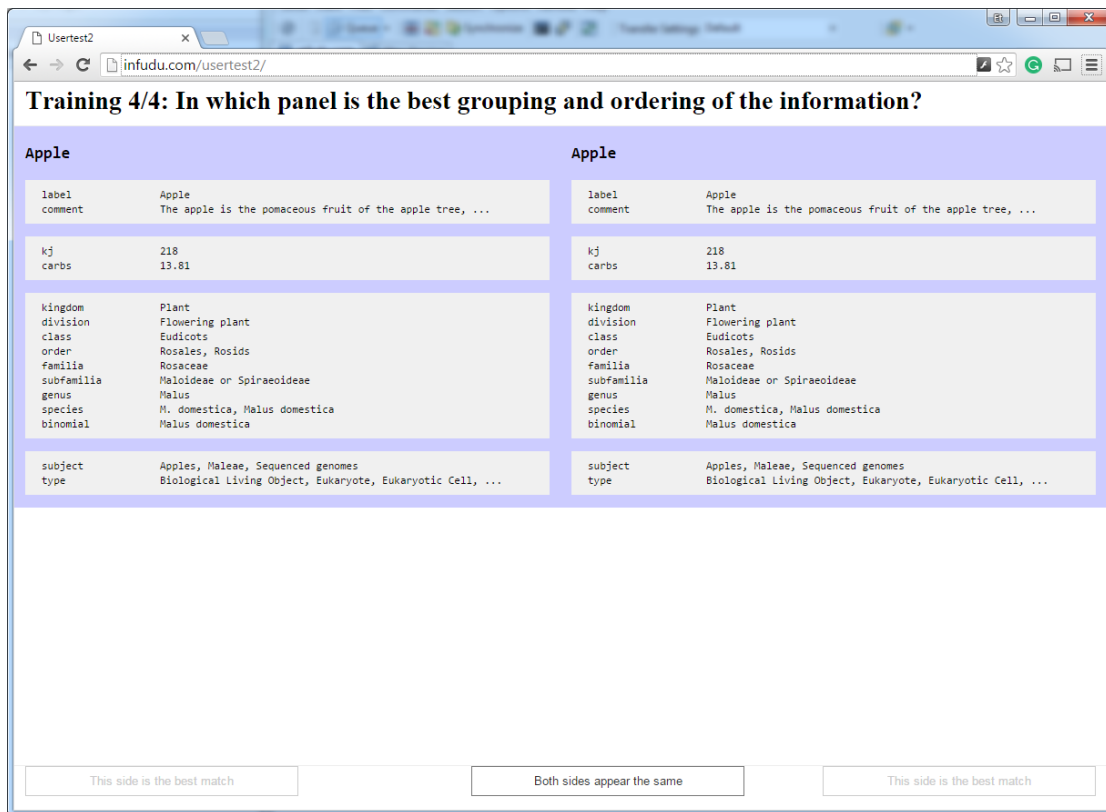 Queue
Synchronize
Transfer Settings: Default
Et
Usertest2
infudu.com/usertest2/
Training 4/4: In which panel is the best grouping and ordering of the information?
Apple
label Apple
comment The apple is the pomaceous fruit of the apple tree, ...
kj 218
carbs 13.81
kingdom Plant
division Flowering plant
class Eudicots
order Rosales, Rosids
familia Rosaceae
subfamilia Maloideae or Spiraeoideae
genus Malus
species M. domestica, Malus domestica
binomial Malus domestica
subject Apples, Maleae, Sequenced genomes
type Biological Living Object, Eukaryote, Eukaryotic Cell, ...
Apple
label Apple
comment The apple is the pomaceous fruit of the apple tree, ...
kj 218
carbs 13.81
kingdom Plant
division Flowering plant
class Eudicots
order Rosales, Rosids
familia Rosaceae
subfamilia Maloideae or Spiraeoideae
genus Malus
species M. domestica, Malus domestica
binomial Malus domestica
subject Apples, Maleae, Sequenced genomes
type Biological Living Object, Eukaryote, Eukaryotic Cell, ...
This side is the best match
Both sides appear the same
This side is the best match